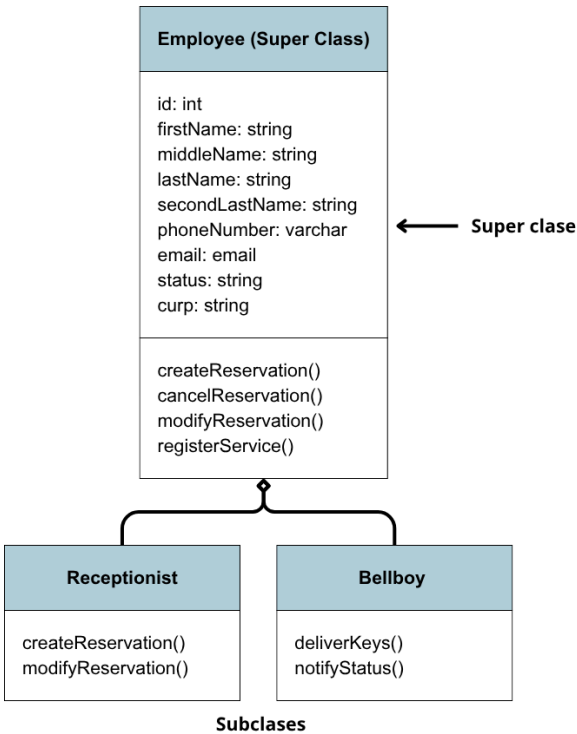 Employee (Super Class)
id: int
firstName: string
middleName: string
lastName: string
secondLastName: string
phoneNumber: varchar
email: email
status: string
curp: string
Super clase
createReservation()
cancelReservation()
modifyReservation()
registerService()
Receptionist
createReservation()
modifyReservation()
Bellboy
deliverKeys()
notifyStatus()
Subclases